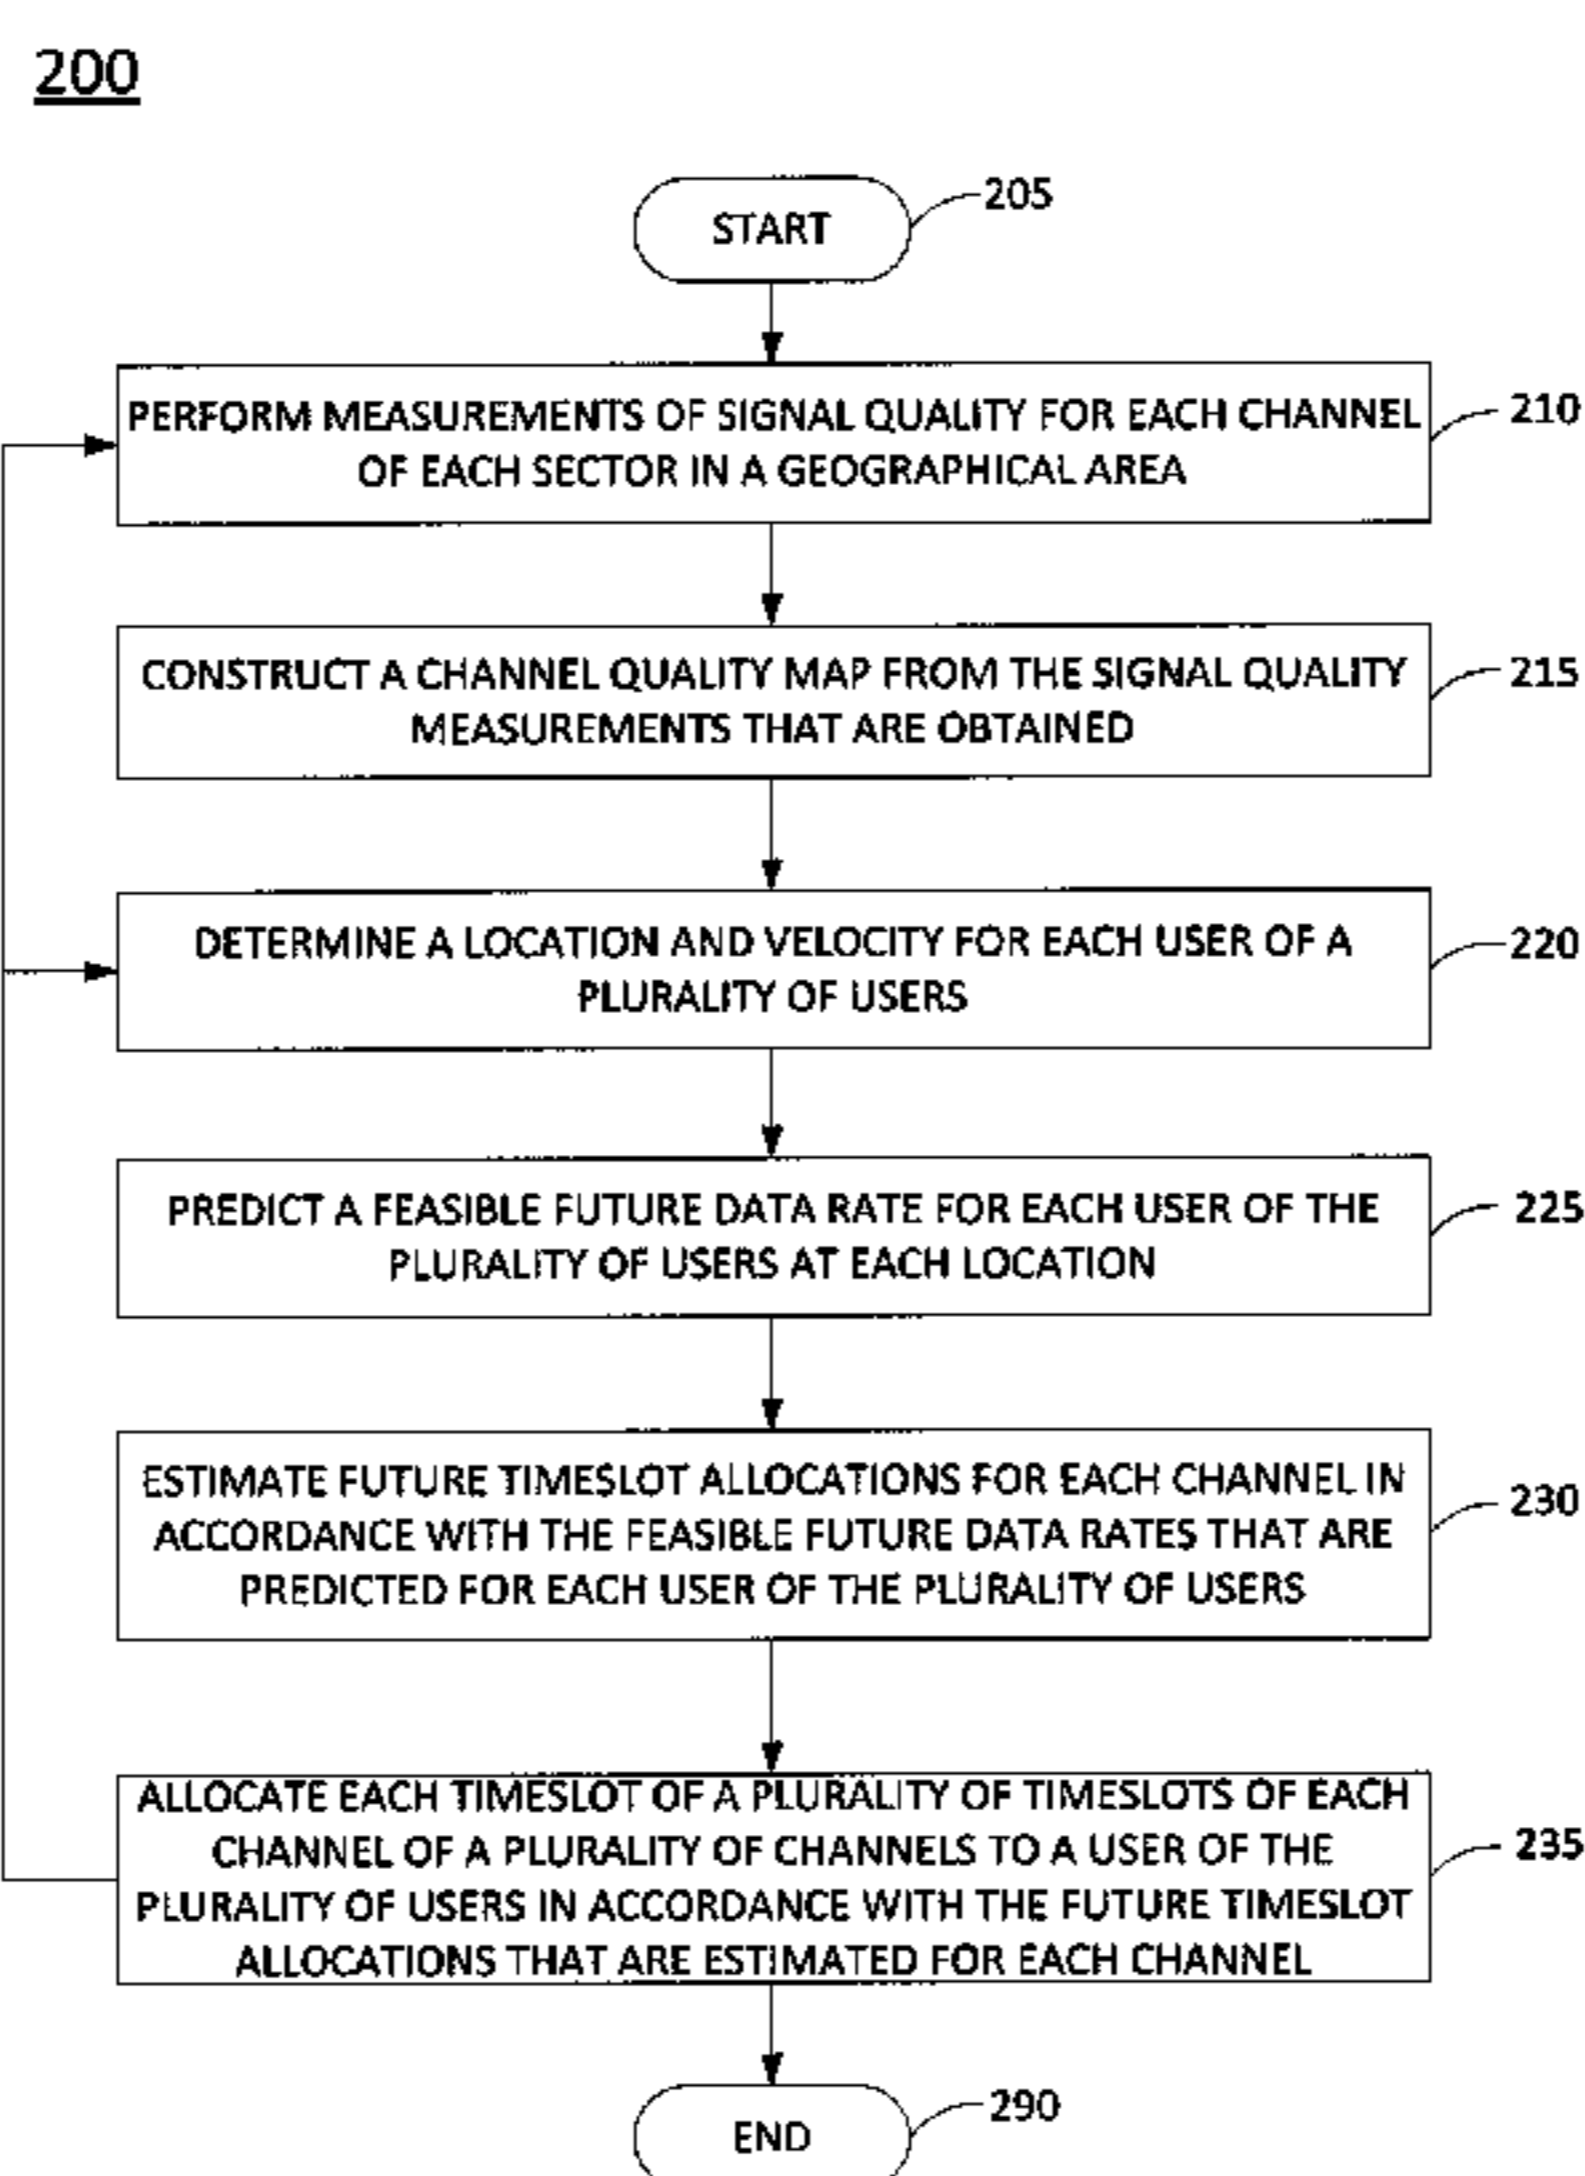 200
START
205
PERFORM MEASUREMENTS OF SIGNAL QUALITY FOR EACH CHANNEL
OF EACH SECTOR IN A GEOGRAPHICAL AREA
210
CONSTRUCT A CHANNEL QUALITY MAP FROM THE SIGNAL QUALITY
MEASUREMENTS THAT ARE OBTAINED
215
DETERMINE A LOCATION AND VELOCITY FOR EACH USER OF A
PLURALITY OF USERS
220
PREDICT A FEASIBLE FUTURE DATA RATE FOR EACH USER OF THE
PLURALITY OF USERS AT EACH LOCATION
225
ESTIMATE FUTURE TIMESLOT ALLOCATIONS FOR EACH CHANNEL IN
ACCORDANCE WITH THE FEASIBLE FUTURE DATA RATES THAT ARE
PREDICTED FOR EACH USER OF THE PLURALITY OF USERS
230
ALLOCATE EACH TIMESLOT OF A PLURALITY OF TIMESLOTS OF EACH
CHANNEL OF A PLURALITY OF CHANNELS TO A USER OF THE
PLURALITY OF USERS IN ACCORDANCE WITH THE FUTURE TIMESLOT
ALLOCATIONS THAT ARE ESTIMATED FOR EACH CHANNEL
235
END
290